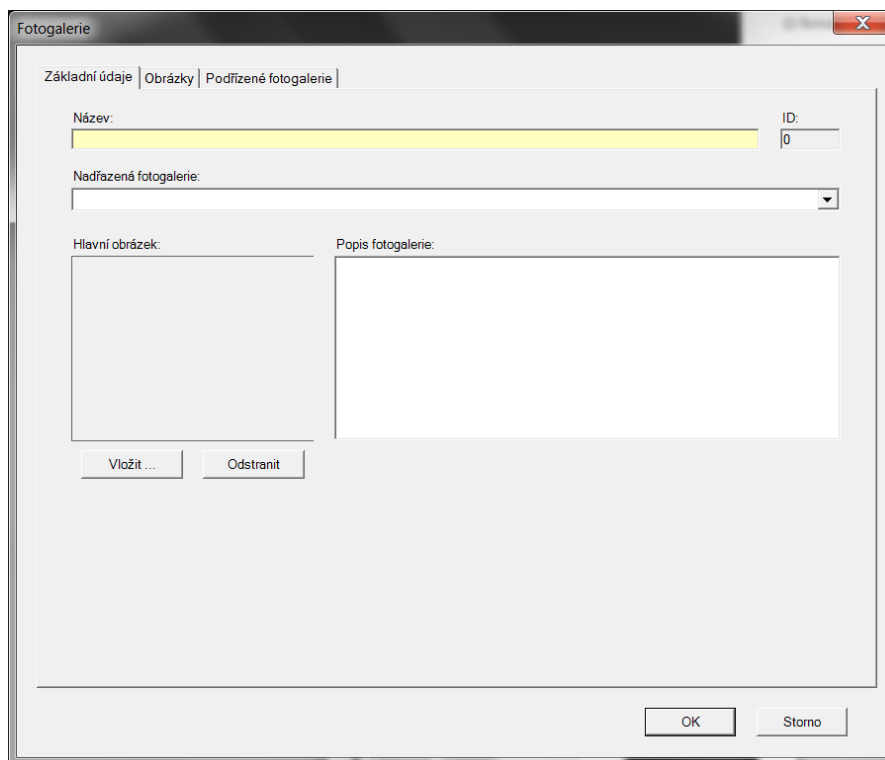 Fotogalerie
Základní údaje Obrázky Podřízené fotogalerie
Název: ID:
0
Nadřazená fotogalerie:
Hlavní obrázek: Popis fotogalerie:
Vložit ... Odstranit
OK Storno